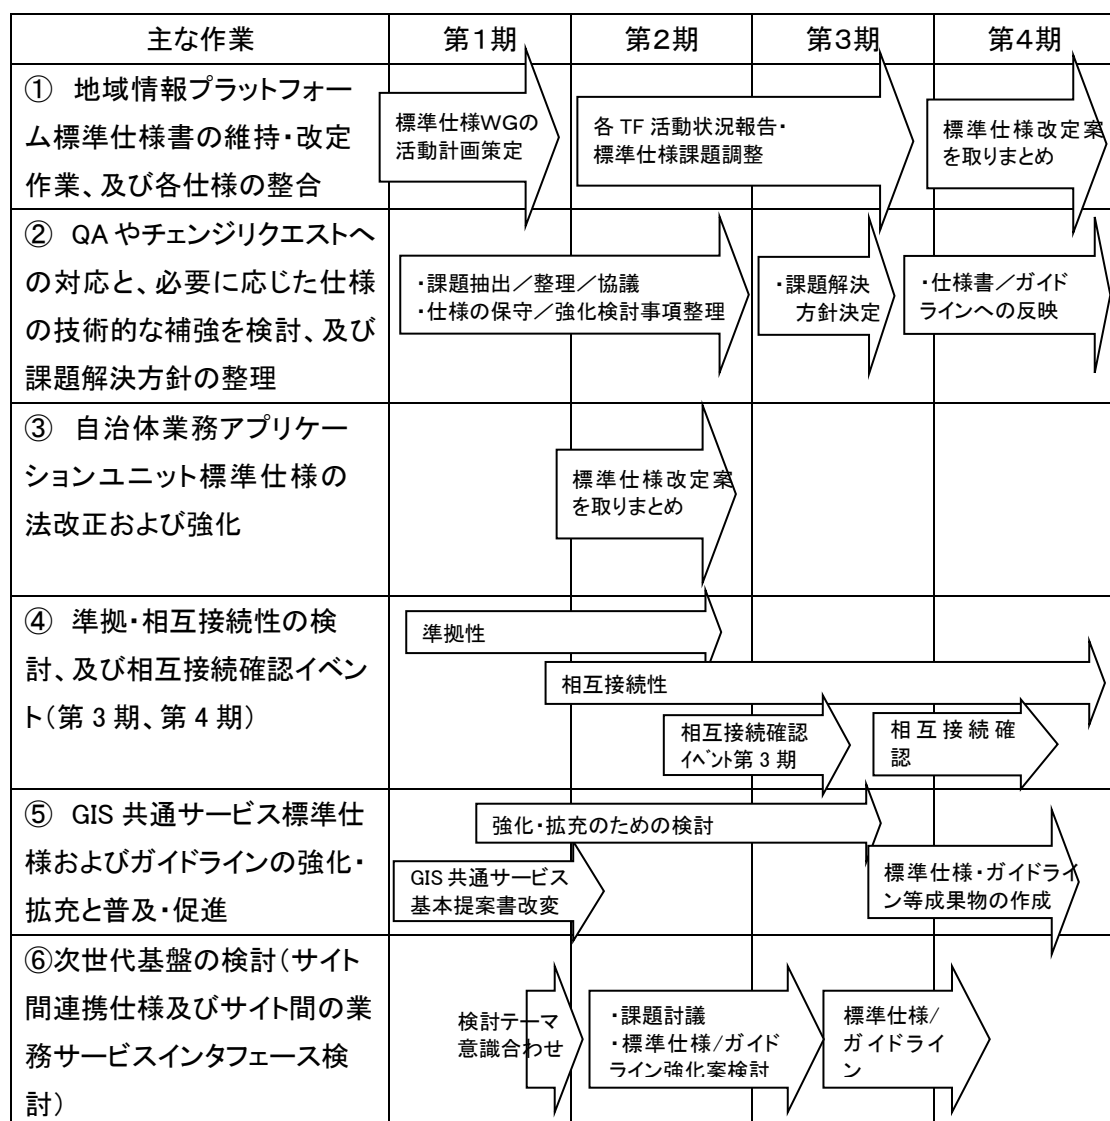 主な作業
第1期
第2期
第3期
第4期
① 地域情報プラットフォー
ム標準仕様書の維持・改定
作業、及び各仕様の整合
標準仕様WGの
活動計画策定
各 TF 活動状況報告・
標準仕様課題調整
標準仕様改定案
を取りまとめ
② QA やチェンジリクエストへ
の対応と、必要に応じた仕様
の技術的な補強を検討、及び
課題解決方針の整理
・課題抽出／整理／協議
・仕様の保守／強化検討事項整理
・課題解決
方針決定
・仕様書／ガイド
ラインへの反映
③ 自治体業務アプリケー
ションユニット標準仕様の
法改正および強化
標準仕様改定案
を取りまとめ
④ 準拠・相互接続性の検
討、及び相互接続確認イベン
ト（第 3 期、第 4 期）
準拠性
相互接続性
相互接続確認
ｲﾍﾞﾝﾄ第 3 期
相互接続確
認
⑤ GIS 共通サービス標準仕
様およびガイドラインの強化・
拡充と普及・促進
強化・拡充のための検討
GIS 共通サービス
基本提案書改変
標準仕様・ガイドライ
ン等成果物の作成
⑥次世代基盤の検討（サイト
間連携仕様及びサイト間の業
務サービスインタフェース検
討）
検討テーマ
意識合わせ
・課題討議
・標準仕様/ガイド
ライン強化案検討
標準仕様/
ガイドライ
ン